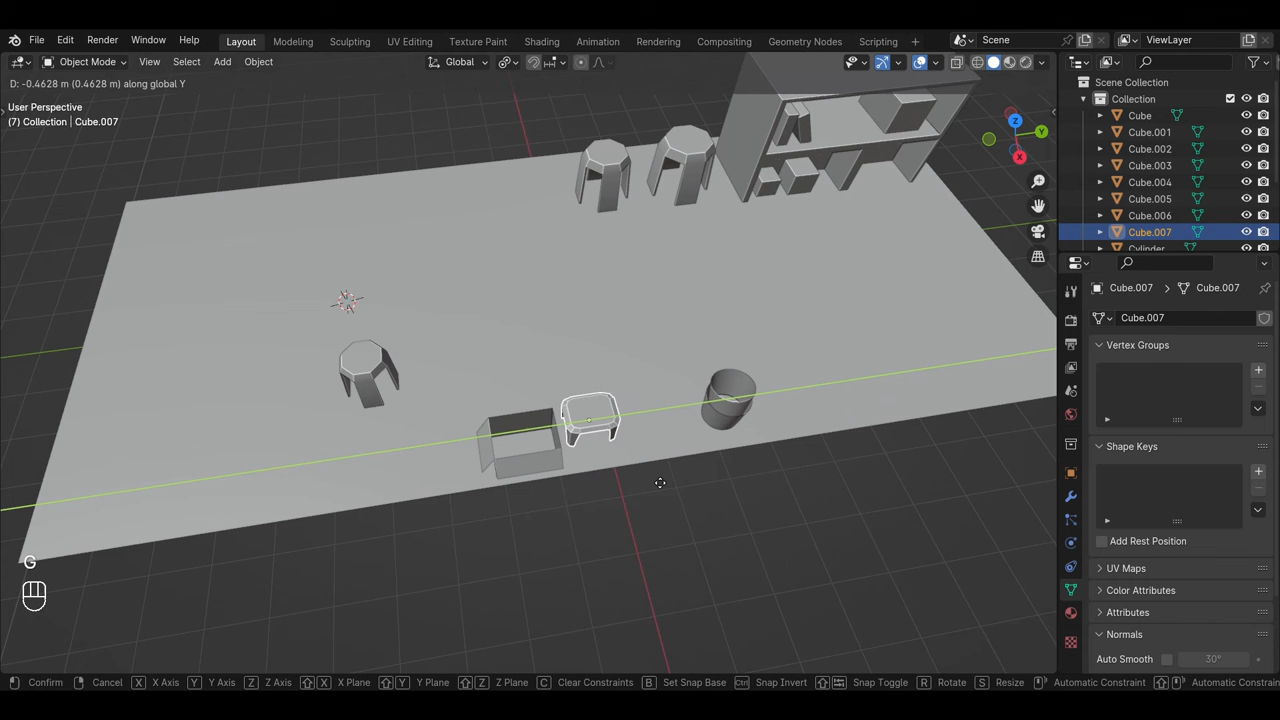 File Edit Render Window Help Layout Modeling Sculpting UV Editing Texture Paint Shading Animation Rendering Compositing Geometry Nodes Scripting + Scene ViewLayer
Object Mode View Select Add Object Global
D: -0.4628 m (0.4628 m) along global Y
User Perspective
(7) Collection | Cube.007
Z
Y
X
Scene Collection
Collection
Cube
Cube.001
Cube.002
Cube.003
Cube.004
Cube.005
Cube.006
Cube.007
Cylinder
Cube.007 > Cube.007
Cube.007
Vertex Groups
Shape Keys
Add Rest Position
UV Maps
Color Attributes
Attributes
Normals
Auto Smooth 30°
G
Confirm Cancel X X Axis Y Y Axis Z Z Axis X X Plane Y Y Plane Z Z Plane C Clear Constraints B Set Snap Base Ctrl Snap Invert Snap Toggle R Rotate S Resize Automatic Constraint Automatic Constrain